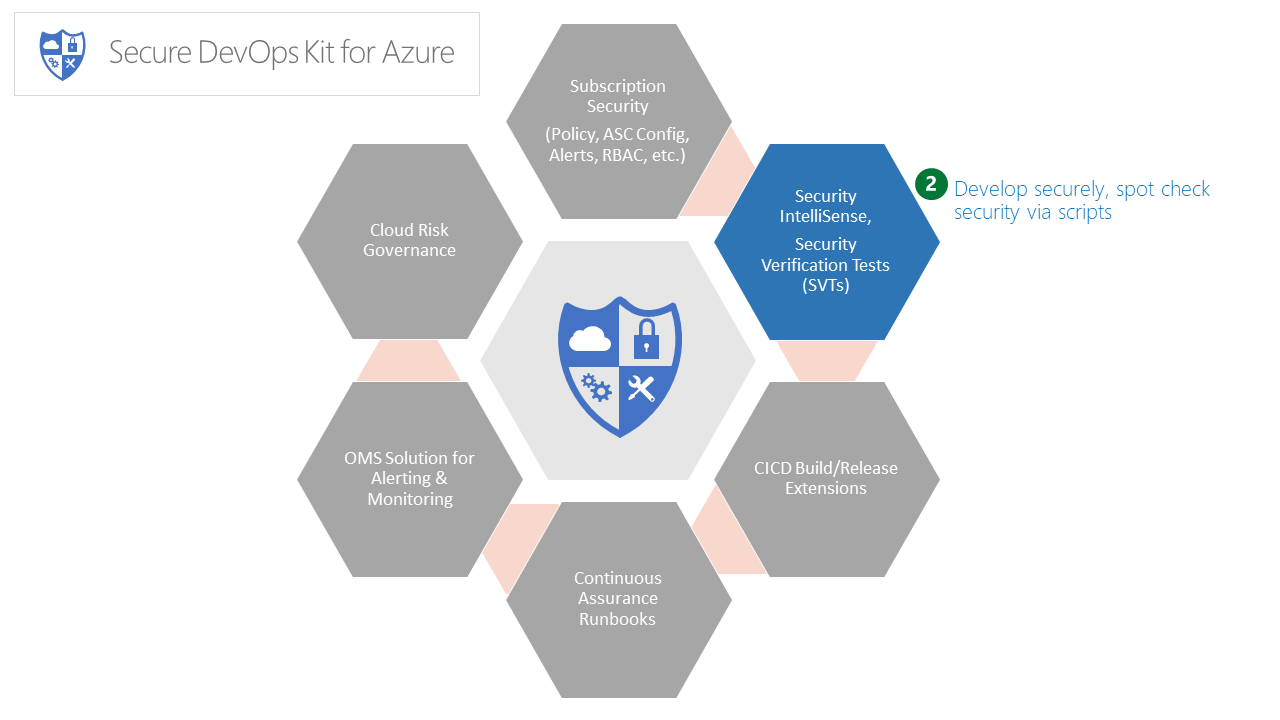 Secure DevOps Kit for Azure
Subscription
Security
(Policy, ASC Config,
Alerts, RBAC, etc.)
Security
IntelliSense,
Security
Verification Tests
(SVTs)
2
Develop securely, spot check
security via scripts
Cloud Risk
Governance
OMS Solution for
Alerting &
Monitoring
CICD Build/Release
Extensions
Continuous
Assurance
Runbooks